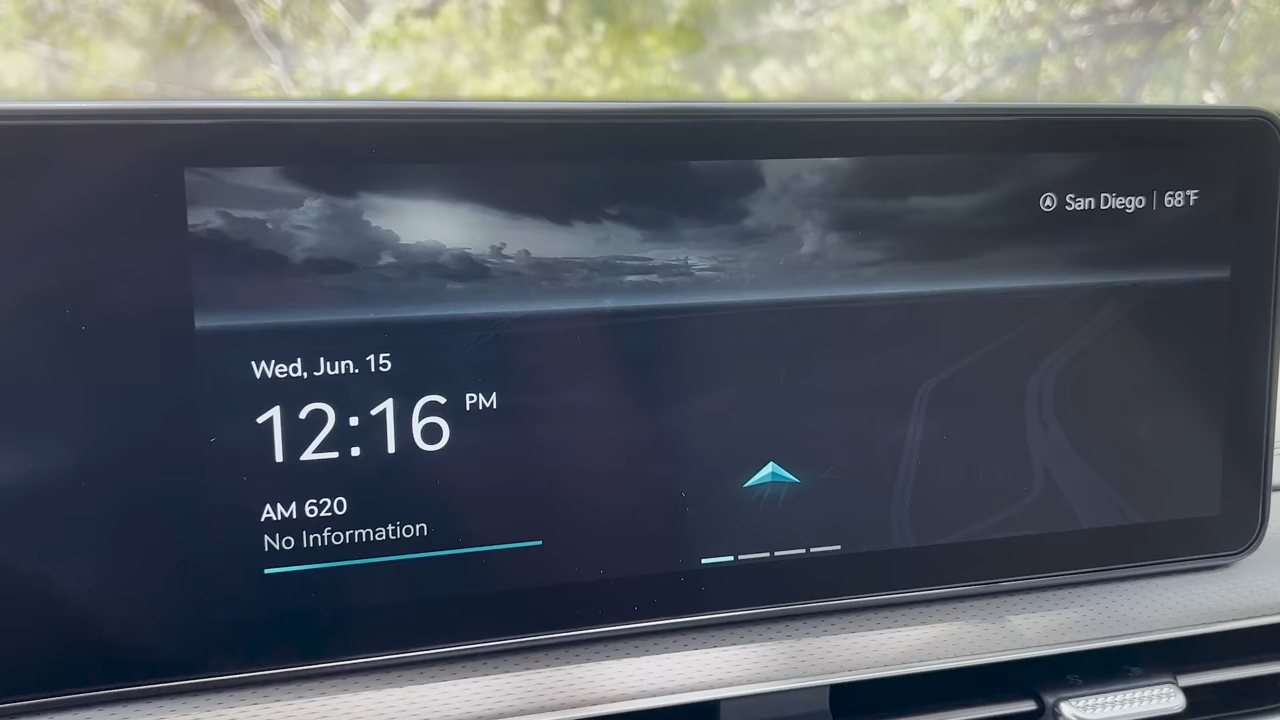 San Diego | 68°F
Wed, Jun. 15
12:16 PM
AM 620
No Information